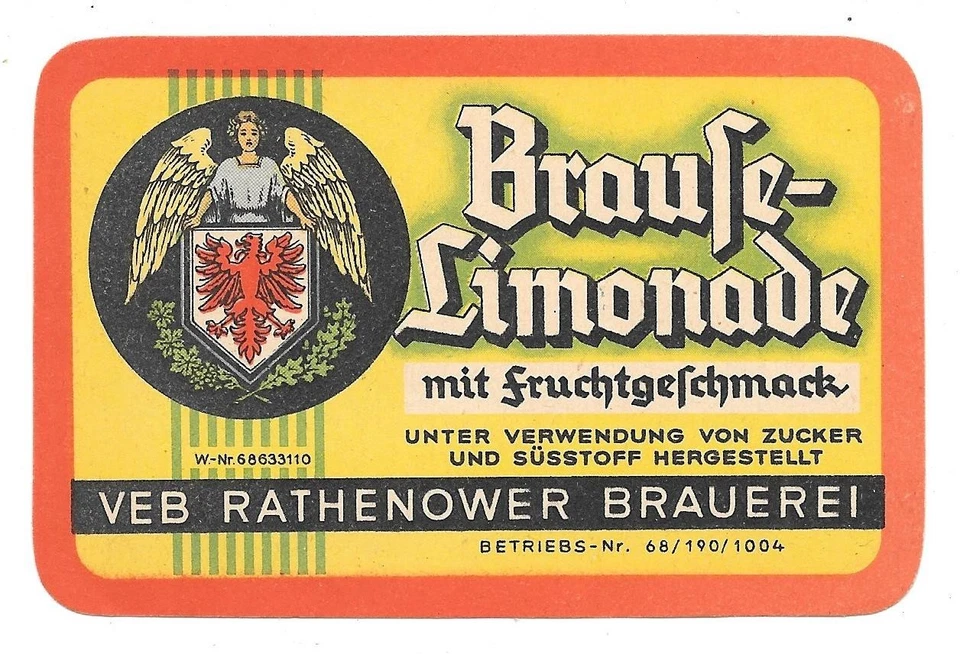 Brauſe-
Limonade
mit Fruchtgeſchmack
UNTER VERWENDUNG VON ZUCKER
UND SÜSSTOFF HERGESTELLT
W.-Nr. 68633110
VEB RATHENOWER BRAUEREI
BETRIEBS-Nr. 68/190/1004